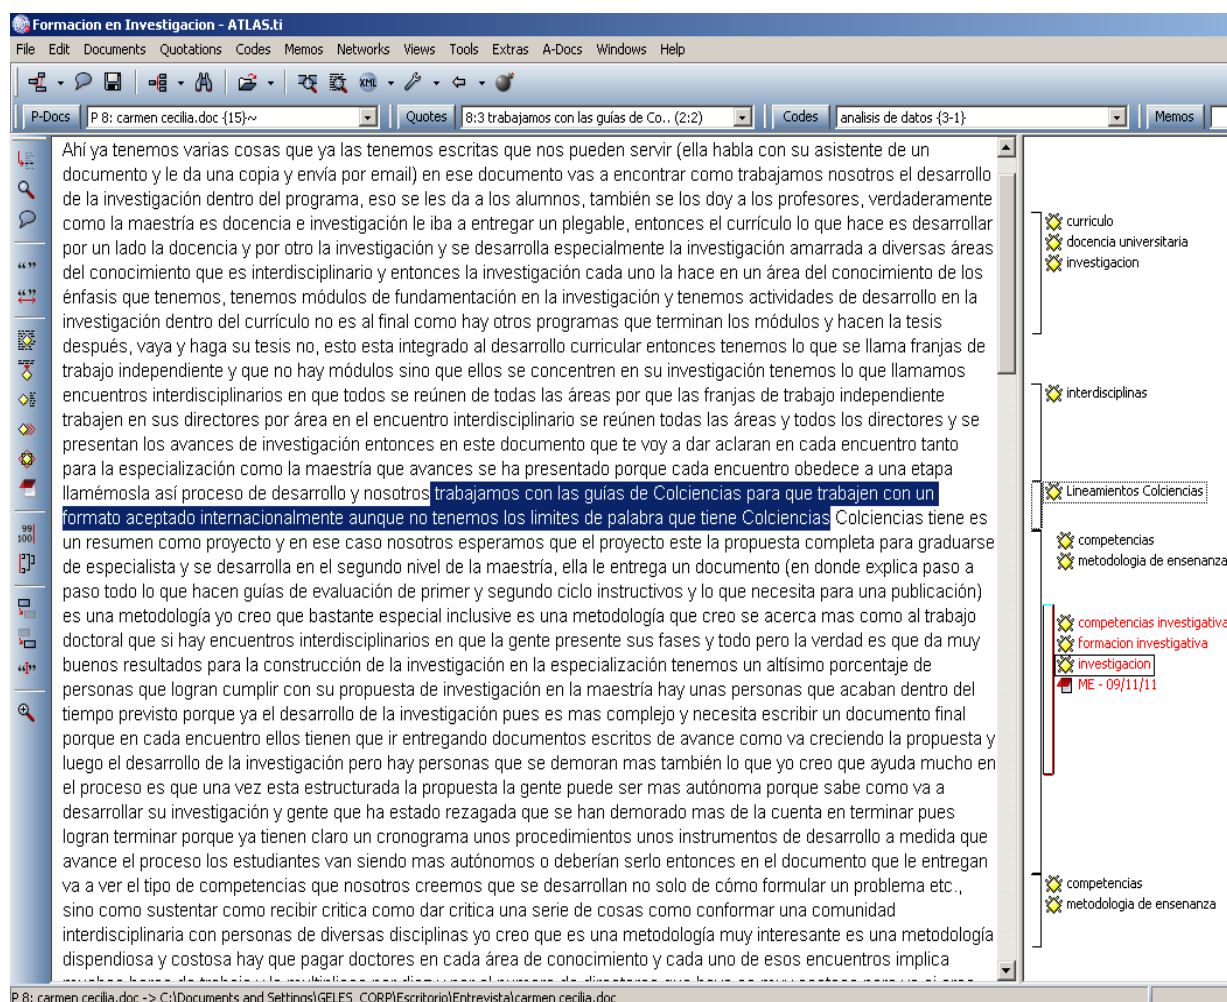 Formacion en Investigacion - ATLAS.ti
File Edit Documents Quotations Codes Memos Networks Views Tools Extras A-Docs Windows Help
XML
P-Docs P 8: carmen cecilia.doc {15}~ Quotes 8:3 trabajamos con las guías de Co.. (2:2) Codes analisis de datos {3-1} Memos
Ahí ya tenemos varias cosas que ya las tenemos escritas que nos pueden servir (ella habla con su asistente de un
documento y le da una copia y envía por email) en ese documento vas a encontrar como trabajamos nosotros el desarrollo
de la investigación dentro del programa, eso se les da a los alumnos, también se los doy a los profesores, verdaderamente
como la maestría es docencia e investigación le iba a entregar un plegable, entonces el currículo lo que hace es desarrollar
por un lado la docencia y por otro la investigación y se desarrolla especialmente la investigación amarrada a diversas áreas
del conocimiento que es interdisciplinario y entonces la investigación cada uno la hace en un área del conocimiento de los
énfasis que tenemos, tenemos módulos de fundamentación en la investigación y tenemos actividades de desarrollo en la
investigación dentro del currículo no es al final como hay otros programas que terminan los módulos y hacen la tesis
después, vaya y haga su tesis no, esto esta integrado al desarrollo curricular entonces tenemos lo que se llama franjas de
trabajo independiente y que no hay módulos sino que ellos se concentren en su investigación tenemos lo que llamamos
encuentros interdisciplinarios en que todos se reúnen de todas las áreas por que las franjas de trabajo independiente
trabajen en sus directores por área en el encuentro interdisciplinario se reúnen todas las áreas y todos los directores y se
presentan los avances de investigación entonces en este documento que te voy a dar aclaran en cada encuentro tanto
para la especialización como la maestría que avances se ha presentado porque cada encuentro obedece a una etapa
llamémosla así proceso de desarrollo y nosotros trabajamos con las guías de Colciencias para que trabajen con un
formato aceptado internacionalmente aunque no tenemos los limites de palabra que tiene Colciencias Colciencias tiene es
un resumen como proyecto y en ese caso nosotros esperamos que el proyecto este la propuesta completa para graduarse
de especialista y se desarrolla en el segundo nivel de la maestría, ella le entrega un documento (en donde explica paso a
paso todo lo que hacen guías de evaluación de primer y segundo ciclo instructivos y lo que necesita para una publicación)
es una metodología yo creo que bastante especial inclusive es una metodología que creo se acerca mas como al trabajo
doctoral que si hay encuentros interdisciplinarios en que la gente presente sus fases y todo pero la verdad es que da muy
buenos resultados para la construcción de la investigación en la especialización tenemos un altísimo porcentaje de
personas que logran cumplir con su propuesta de investigación en la maestría hay unas personas que acaban dentro del
tiempo previsto porque ya el desarrollo de la investigación pues es mas complejo y necesita escribir un documento final
porque en cada encuentro ellos tienen que ir entregando documentos escritos de avance como va creciendo la propuesta y
luego el desarrollo de la investigación pero hay personas que se demoran mas también lo que yo creo que ayuda mucho en
el proceso es que una vez esta estructurada la propuesta la gente puede ser mas autónoma porque sabe como va a
desarrollar su investigación y gente que ha estado rezagada que se han demorado mas de la cuenta en terminar pues
logran terminar porque ya tienen claro un cronograma unos procedimientos unos instrumentos de desarrollo a medida que
avance el proceso los estudiantes van siendo mas autónomos o deberían serlo entonces en el documento que le entregan
va a ver el tipo de competencias que nosotros creemos que se desarrollan no solo de cómo formular un problema etc.,
sino como sustentar como recibir critica como dar critica una serie de cosas como conformar una comunidad
interdisciplinaria con personas de diversas disciplinas yo creo que es una metodología muy interesante es una metodología
dispendiosa y costosa hay que pagar doctores en cada área de conocimiento y cada uno de esos encuentros implica
curriculo
docencia universitaria
investigacion
interdisciplinas
Lineamientos Colciencias
competencias
metodologia de ensenanza
competencias investigativa
formacion investigativa
investigacion
ME - 09/11/11
competencias
metodologia de ensenanza
P 8: carmen cecilia.doc -> C:\Documents and Settings\GELES_CORP\Escritorio\Entrevista\carmen cecilia.doc